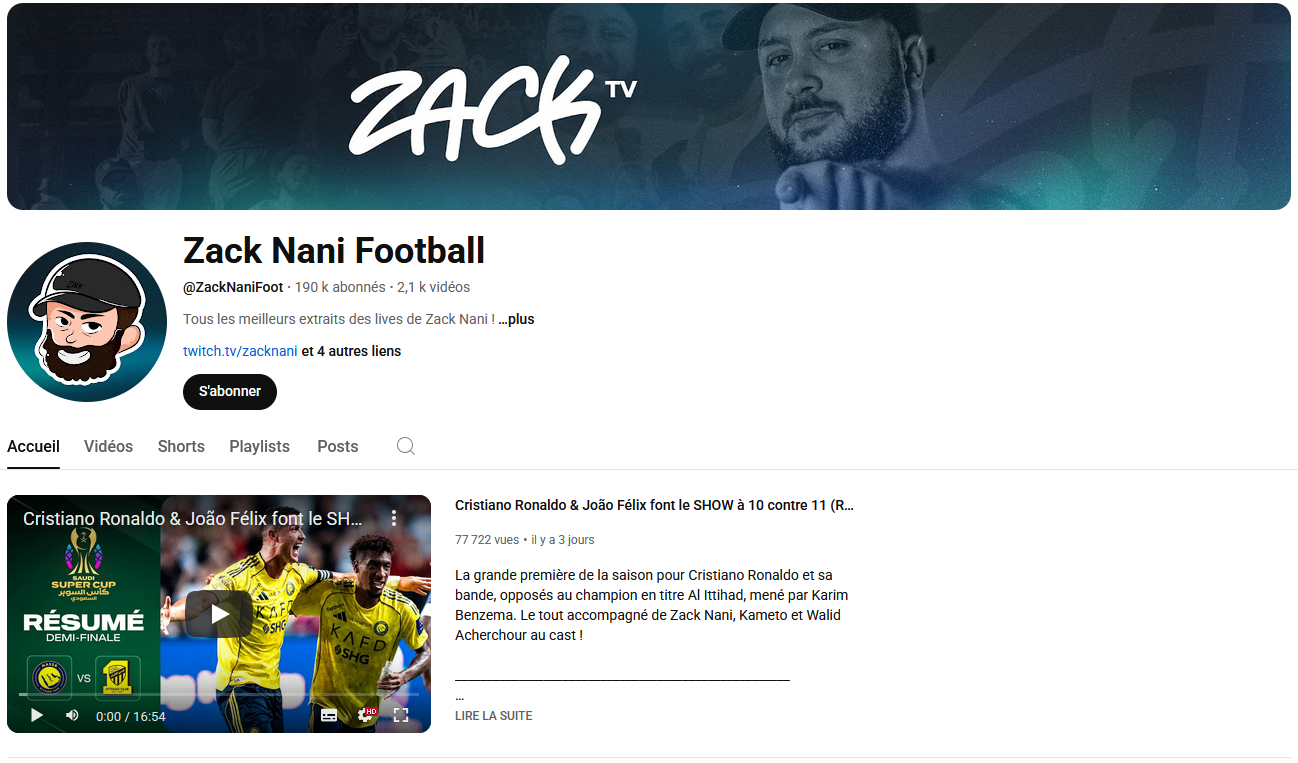 ZACK TV
Zack Nani Football
@ZackNaniFoot · 190 k abonnés · 2,1 k vidéos
Tous les meilleurs extraits des lives de Zack Nani ! ...plus
twitch.tv/zacknani et 4 autres liens
S'abonner
Accueil Vidéos Shorts Playlists Posts
Cristiano Ronaldo & João Félix font le SH...
SAUDI
SUPER CUP
كأس السوبر
السعودي
RÉSUMÉ
DEMI-FINALE
VS
KAFD
SHG
KAFD
SHG
0:00 / 16:54
HD
Cristiano Ronaldo & João Félix font le SHOW à 10 contre 11 (R...
77 722 vues • il y a 3 jours
La grande première de la saison pour Cristiano Ronaldo et sa
bande, opposés au champion en titre Al Ittihad, mené par Karim
Benzema. Le tout accompagné de Zack Nani, Kameto et Walid
Acherchour au cast !
...
LIRE LA SUITE